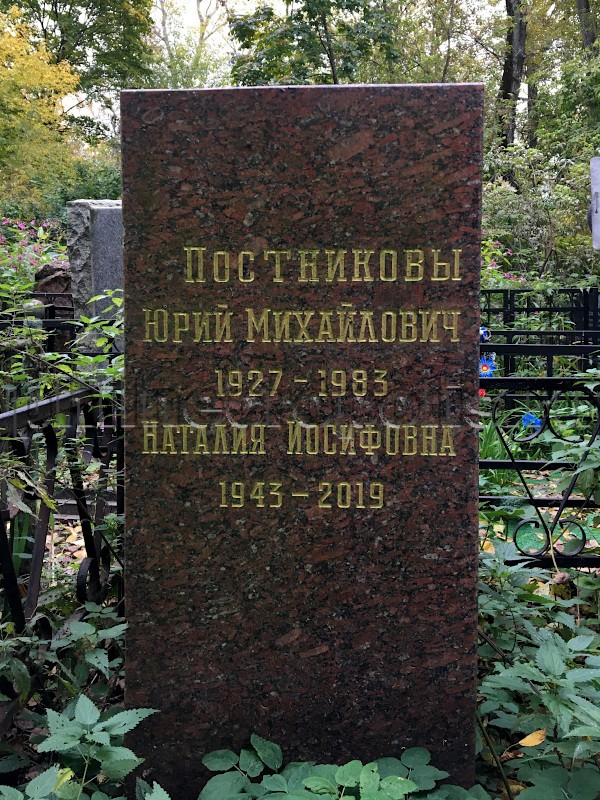 Постниковы
Юрий Михайлович
1927 – 1983
Наталия Иосифовна
1943 – 2019